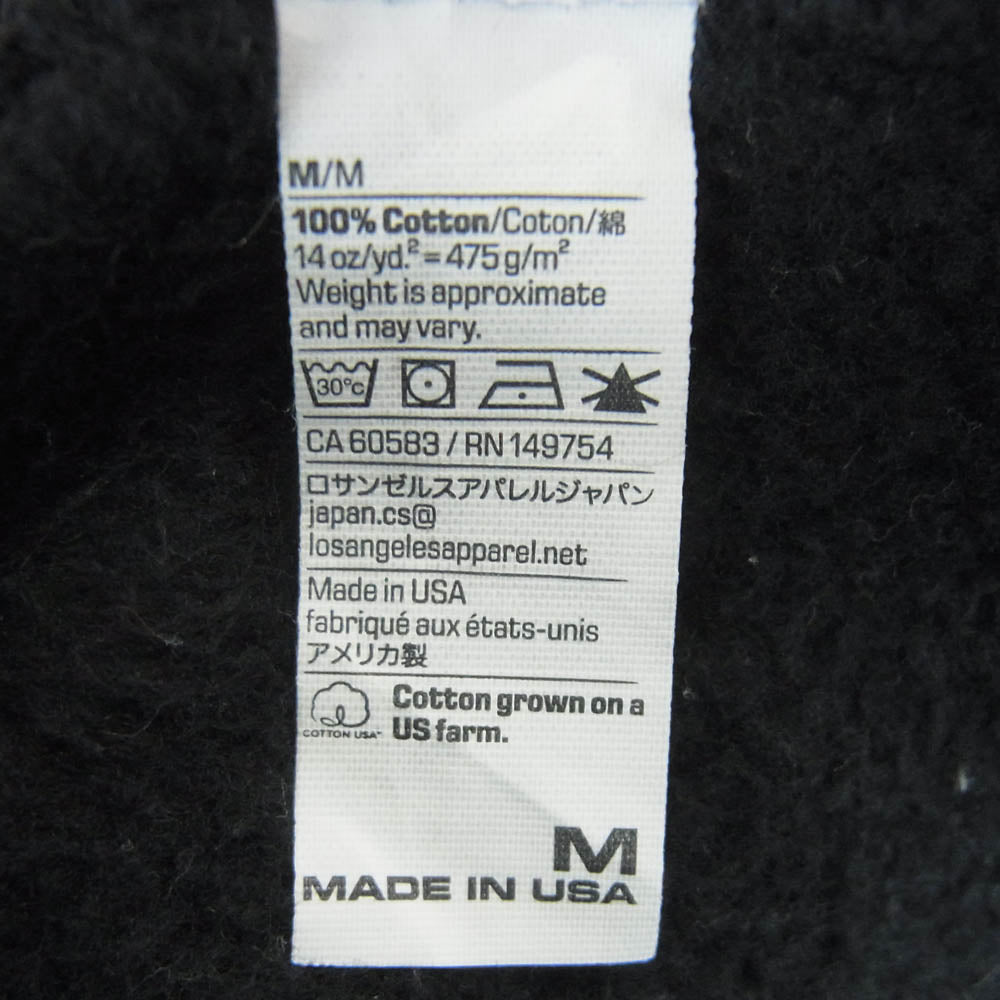 M/M
100% Cotton/Coton/綿
14 oz/yd.² = 475 g/m²
Weight is approximate
and may vary.
30°c
CA 60583 / RN 149754
ロサンゼルスアパレルジャパン
japan.cs@
losangelesapparel.net
Made in USA
fabriqué aux états-unis
アメリカ製
COTTON USA™
Cotton grown on a
US farm.
M
MADE IN USA